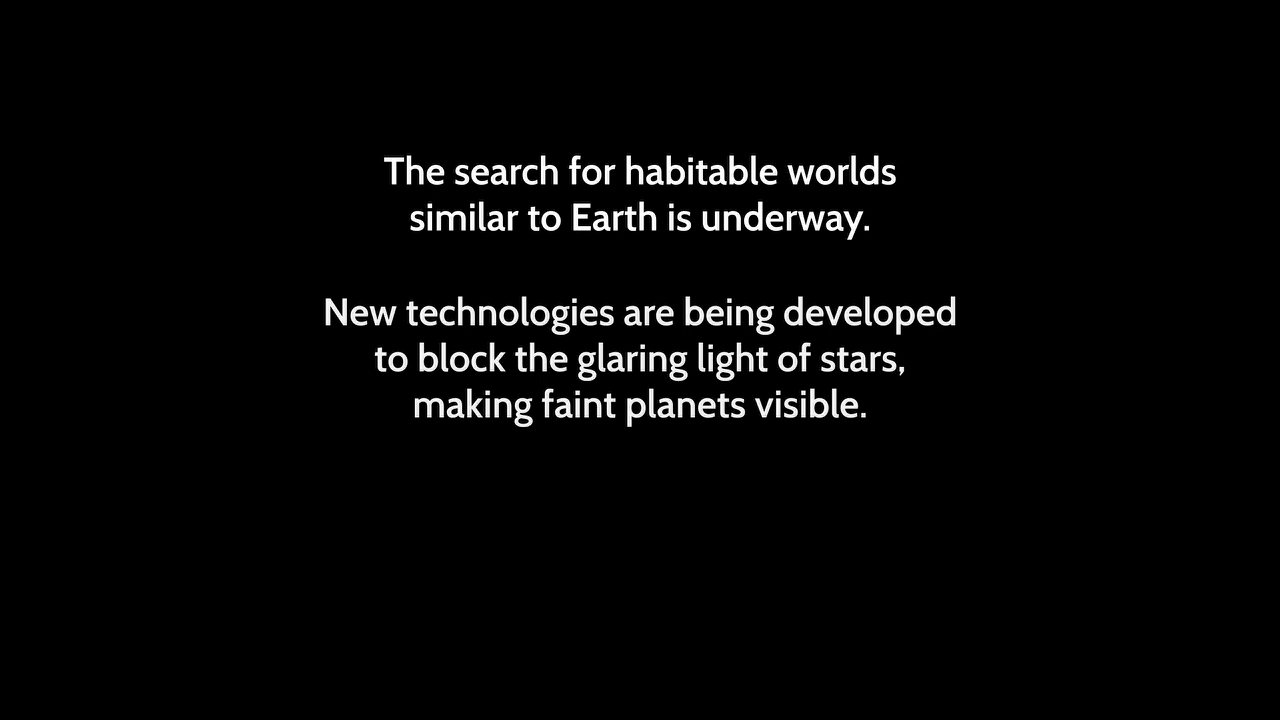 The search for habitable worlds
similar to Earth is underway.
New technologies are being developed
to block the glaring light of stars,
making faint planets visible.